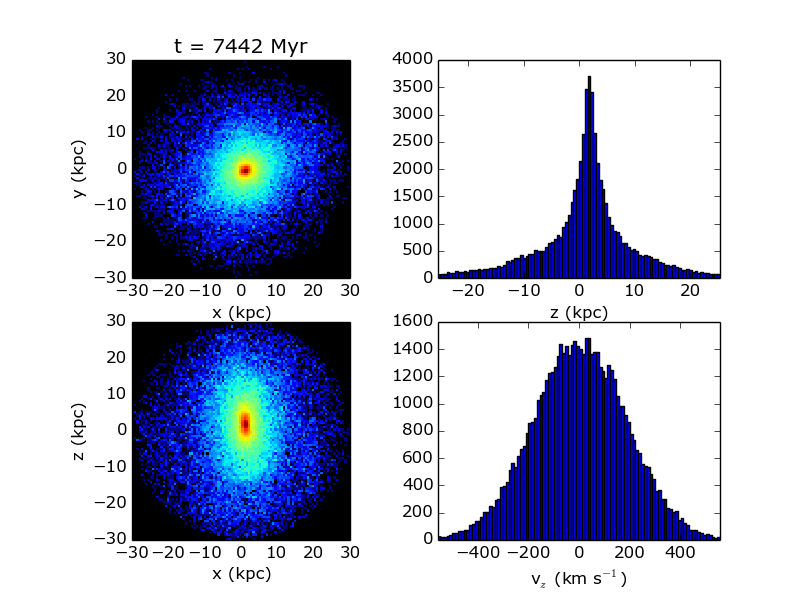 t = 7442 Myr
30
20
10
0
−10
−20
−30
y (kpc)
−30 −20 −10 0 10 20 30
x (kpc)
4000
3500
3000
2500
2000
1500
1000
500
0
−20 −10 0 10 20
z (kpc)
30
20
10
0
−10
−20
−30
z (kpc)
−30 −20 −10 0 10 20 30
x (kpc)
1600
1400
1200
1000
800
600
400
200
0
−400 −200 0 200 400
v_z (km s⁻¹)